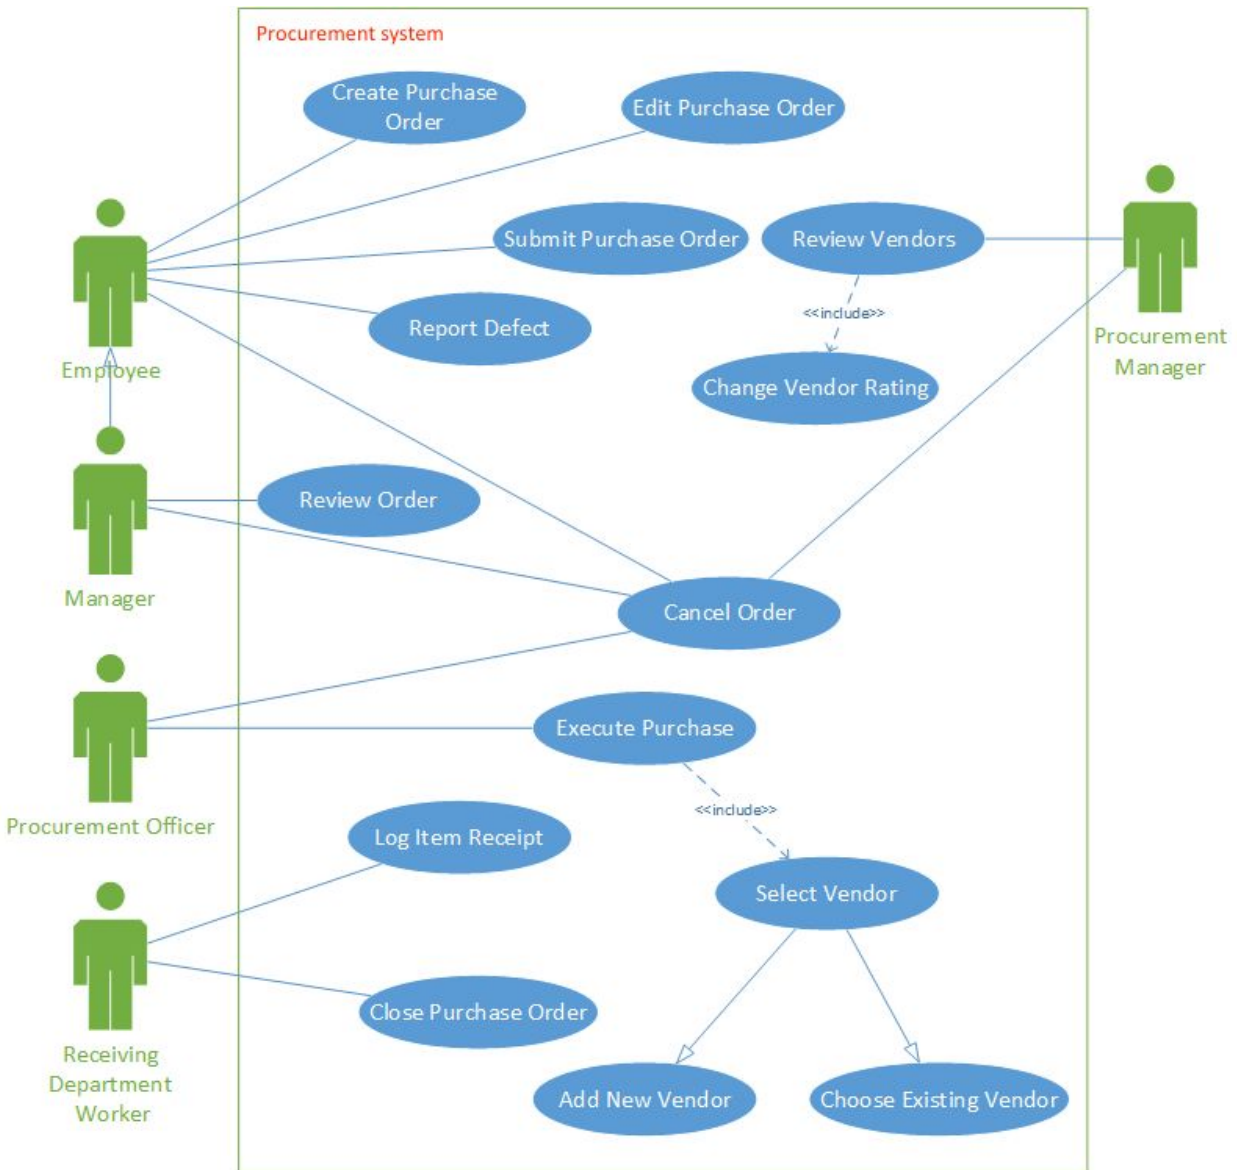 Procurement system
Create Purchase
Order
Edit Purchase Order
Submit Purchase Order
Review Vendors
<<include>>
Report Defect
Procurement
Manager
Employee
Change Vendor Rating
Review Order
Manager
Cancel Order
Execute Purchase
<<include>>
Procurement Officer
Log Item Receipt
Select Vendor
Close Purchase Order
Receiving
Department
Worker
Add New Vendor
Choose Existing Vendor